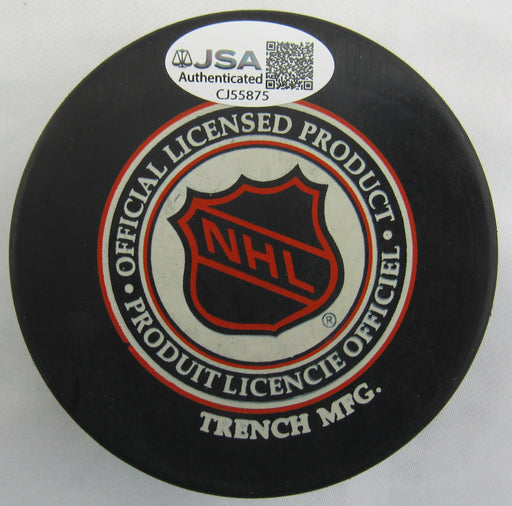 JSA
Authenticated
CJ55875
• OFFICIAL LICENSED PRODUCT •
NHL
®
PRODUIT LICENCIE OFFICIEL
TRENCH MFG.